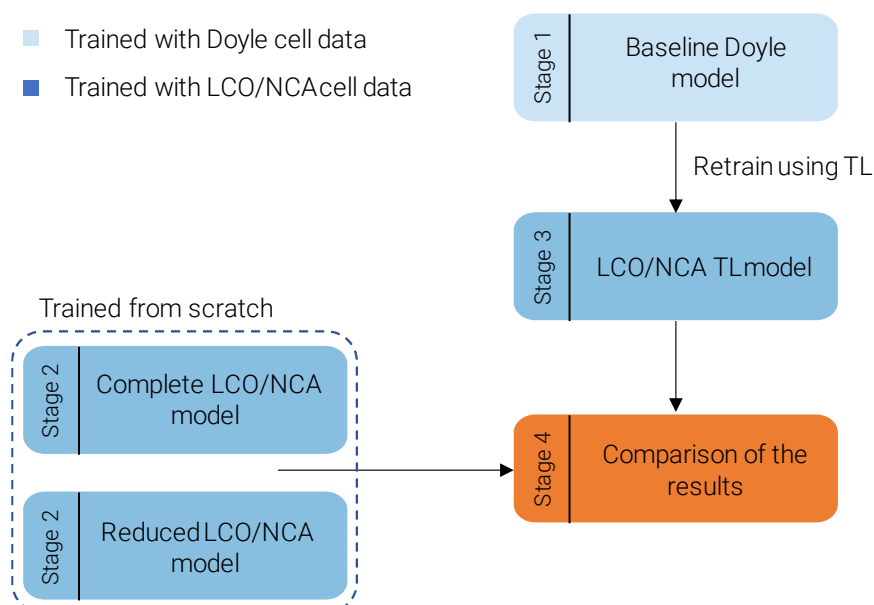 Trained with Doyle cell data
Trained with LCO/NCAcell data
Stage 1
Baseline Doyle
model
Retrain using TL
Stage 3
LCO/NCA TLmodel
Trained from scratch
Stage 2
Complete LCO/NCA
model
Stage 4
Comparison of the
results
Stage 2
Reduced LCO/NCA
model